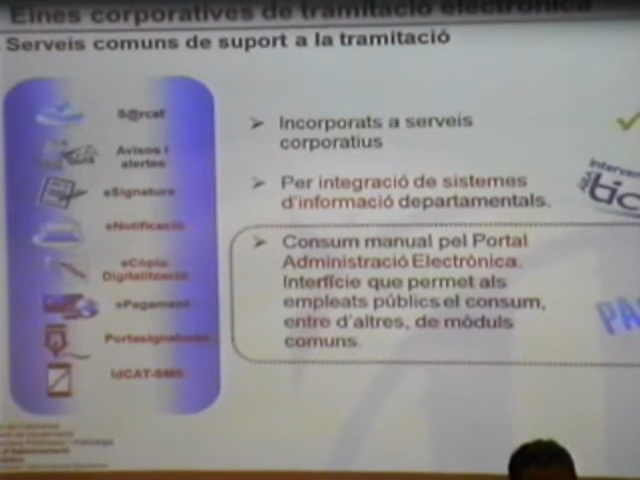 Eines corporatives de tramitació electrònica
Serveis comuns de suport a la tramitació
S@rcat
Avisos i
alertes
eSignatura
eNotificació
eCòpia
Digitalització
ePagament
Portasignatures
idCAT-SMS
➢ Incorporats a serveis
corporatius
➢ Per integració de sistemes
d'informació departamentals.
➢ Consum manual pel Portal
Administració Electrònica.
Interfície que permet als
empleats públics el consum,
entre d'altres, de mòduls
comuns.
tic
PA